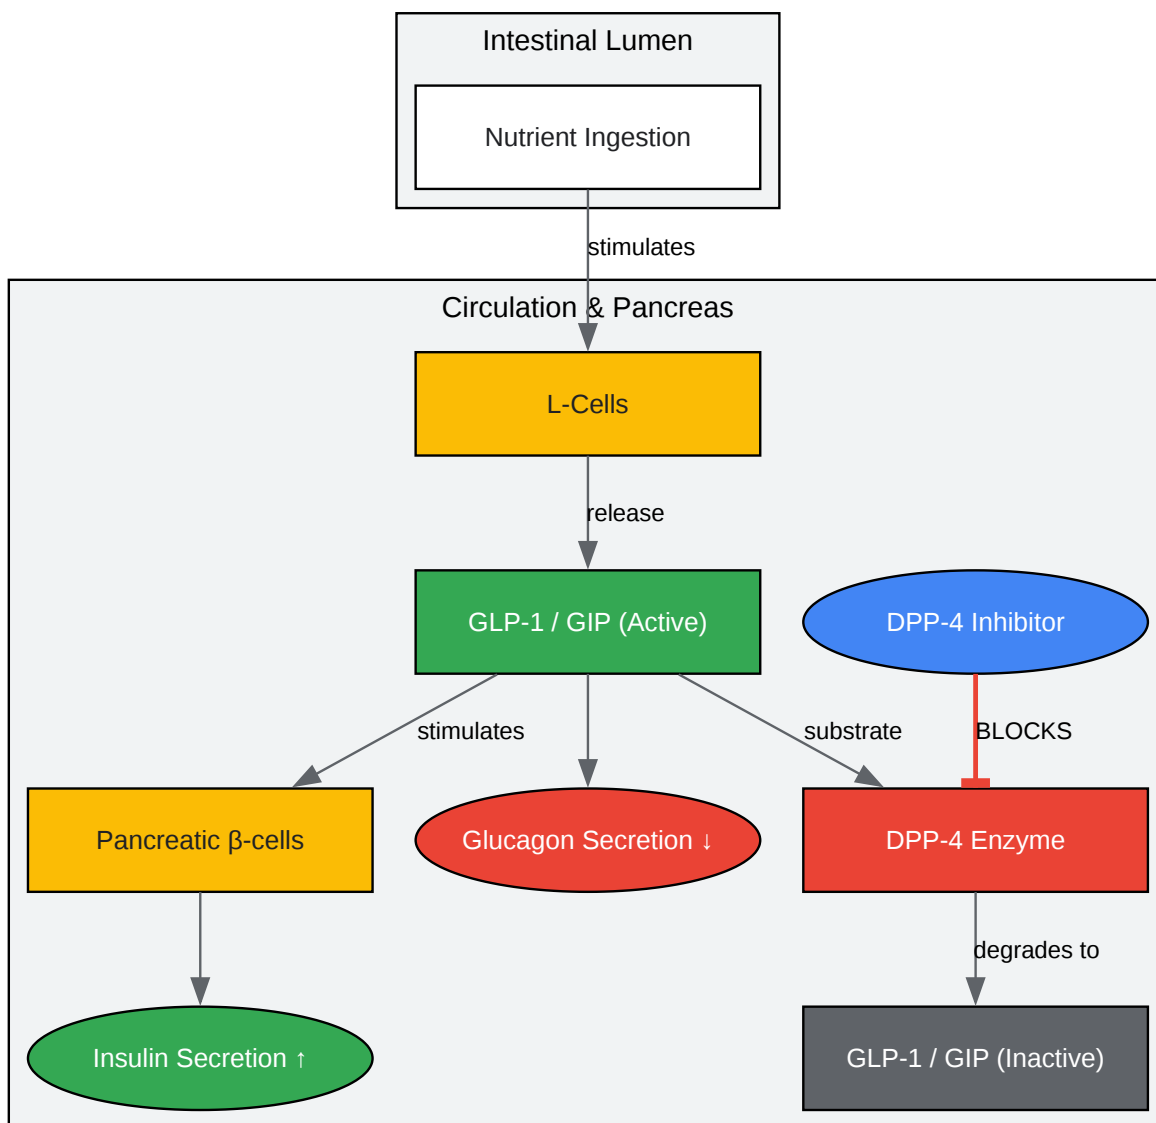 Intestinal Lumen
Nutrient Ingestion
stimulates
Circulation & Pancreas
L-Cells
release
GLP-1 / GIP (Active)
DPP-4 Inhibitor
stimulates
substrate
BLOCKS
Pancreatic β-cells
Glucagon Secretion ↓
DPP-4 Enzyme
degrades to
Insulin Secretion ↑
GLP-1 / GIP (Inactive)